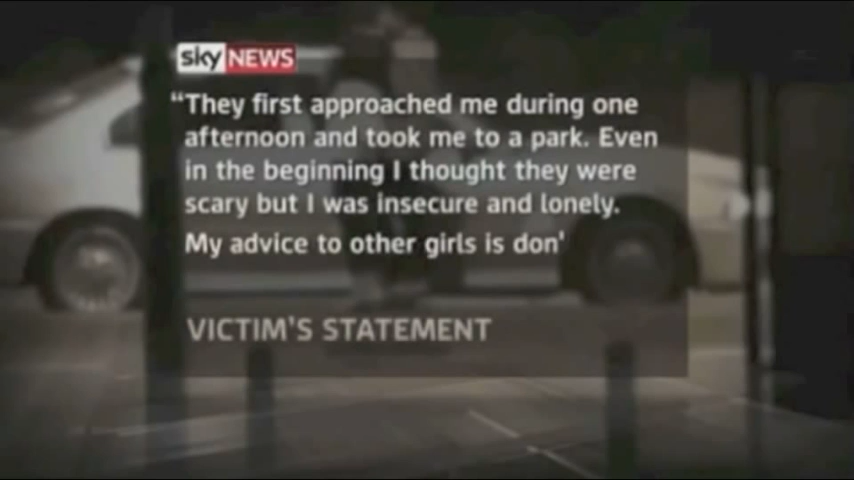 sky NEWS
“They first approached me during one
afternoon and took me to a park. Even
in the beginning I thought they were
scary but I was insecure and lonely.
My advice to other girls is don'
VICTIM'S STATEMENT